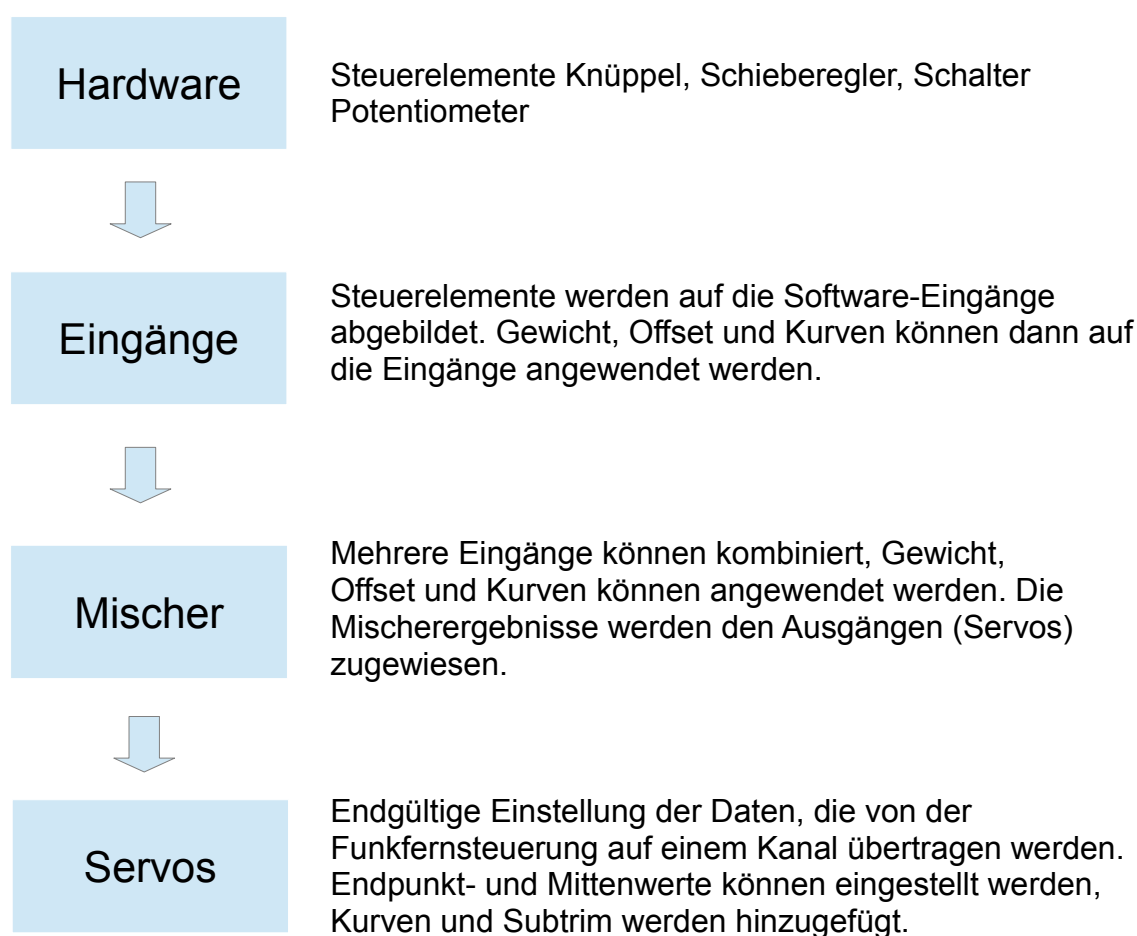 Hardware
Steuerelemente Knüppel, Schieberegler, Schalter
Potentiometer
Eingänge
Steuerelemente werden auf die Software-Eingänge
abgebildet. Gewicht, Offset und Kurven können dann auf
die Eingänge angewendet werden.
Mischer
Mehrere Eingänge können kombiniert, Gewicht,
Offset und Kurven können angewendet werden. Die
Mischerergebnisse werden den Ausgängen (Servos)
zugewiesen.
Servos
Endgültige Einstellung der Daten, die von der
Funkfernsteuerung auf einem Kanal übertragen werden.
Endpunkt- und Mittenwerte können eingestellt werden,
Kurven und Subtrim werden hinzugefügt.